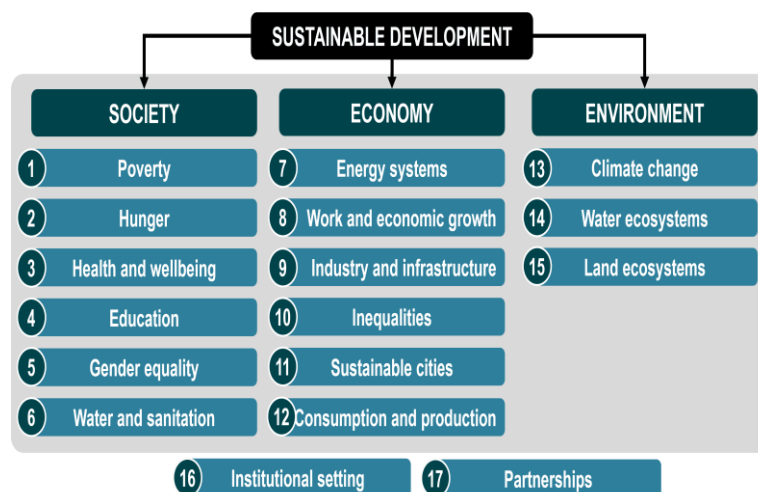 SUSTAINABLE DEVELOPMENT
SOCIETY
1 Poverty
2 Hunger
3 Health and wellbeing
4 Education
5 Gender equality
6 Water and sanitation
ECONOMY
7 Energy systems
8 Work and economic growth
9 Industry and infrastructure
10 Inequalities
11 Sustainable cities
12 Consumption and production
ENVIRONMENT
13 Climate change
14 Water ecosystems
15 Land ecosystems
16 Institutional setting
17 Partnerships